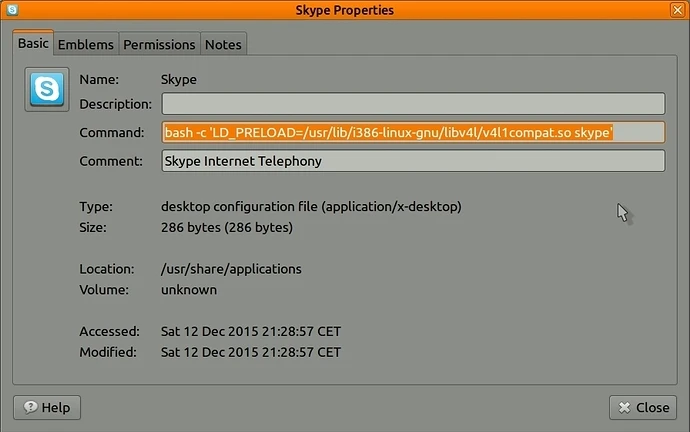 Skype Properties
Basic Emblems Permissions Notes
Name: Skype
Description:
Command: bash -c 'LD_PRELOAD=/usr/lib/i386-linux-gnu/libv4l/v4l1compat.so skype'
Comment: Skype Internet Telephony
Type: desktop configuration file (application/x-desktop)
Size: 286 bytes (286 bytes)
Location: /usr/share/applications
Volume: unknown
Accessed: Sat 12 Dec 2015 21:28:57 CET
Modified: Sat 12 Dec 2015 21:28:57 CET
Help Close